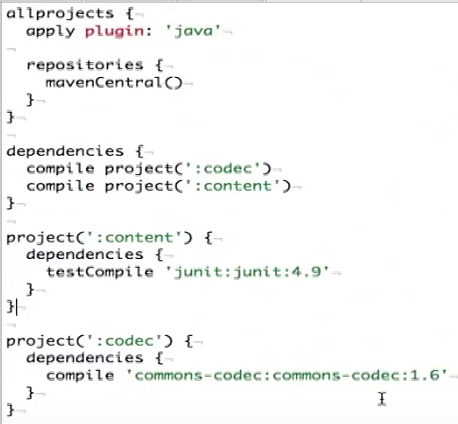 allprojects {
  apply plugin: 'java'

  repositories {
    mavenCentral()
  }
}

dependencies {
  compile project(':codec')
  compile project(':content')
}

project(':content') {
  dependencies {
    testCompile 'junit:junit:4.9'
  }
}

project(':codec') {
  dependencies {
    compile 'commons-codec:commons-codec:1.6'
  }
}